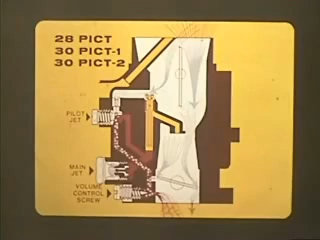 28 PICT
30 PICT-1
30 PICT-2
PILOT
JET
MAIN
JET
VOLUME
CONTROL
SCREW